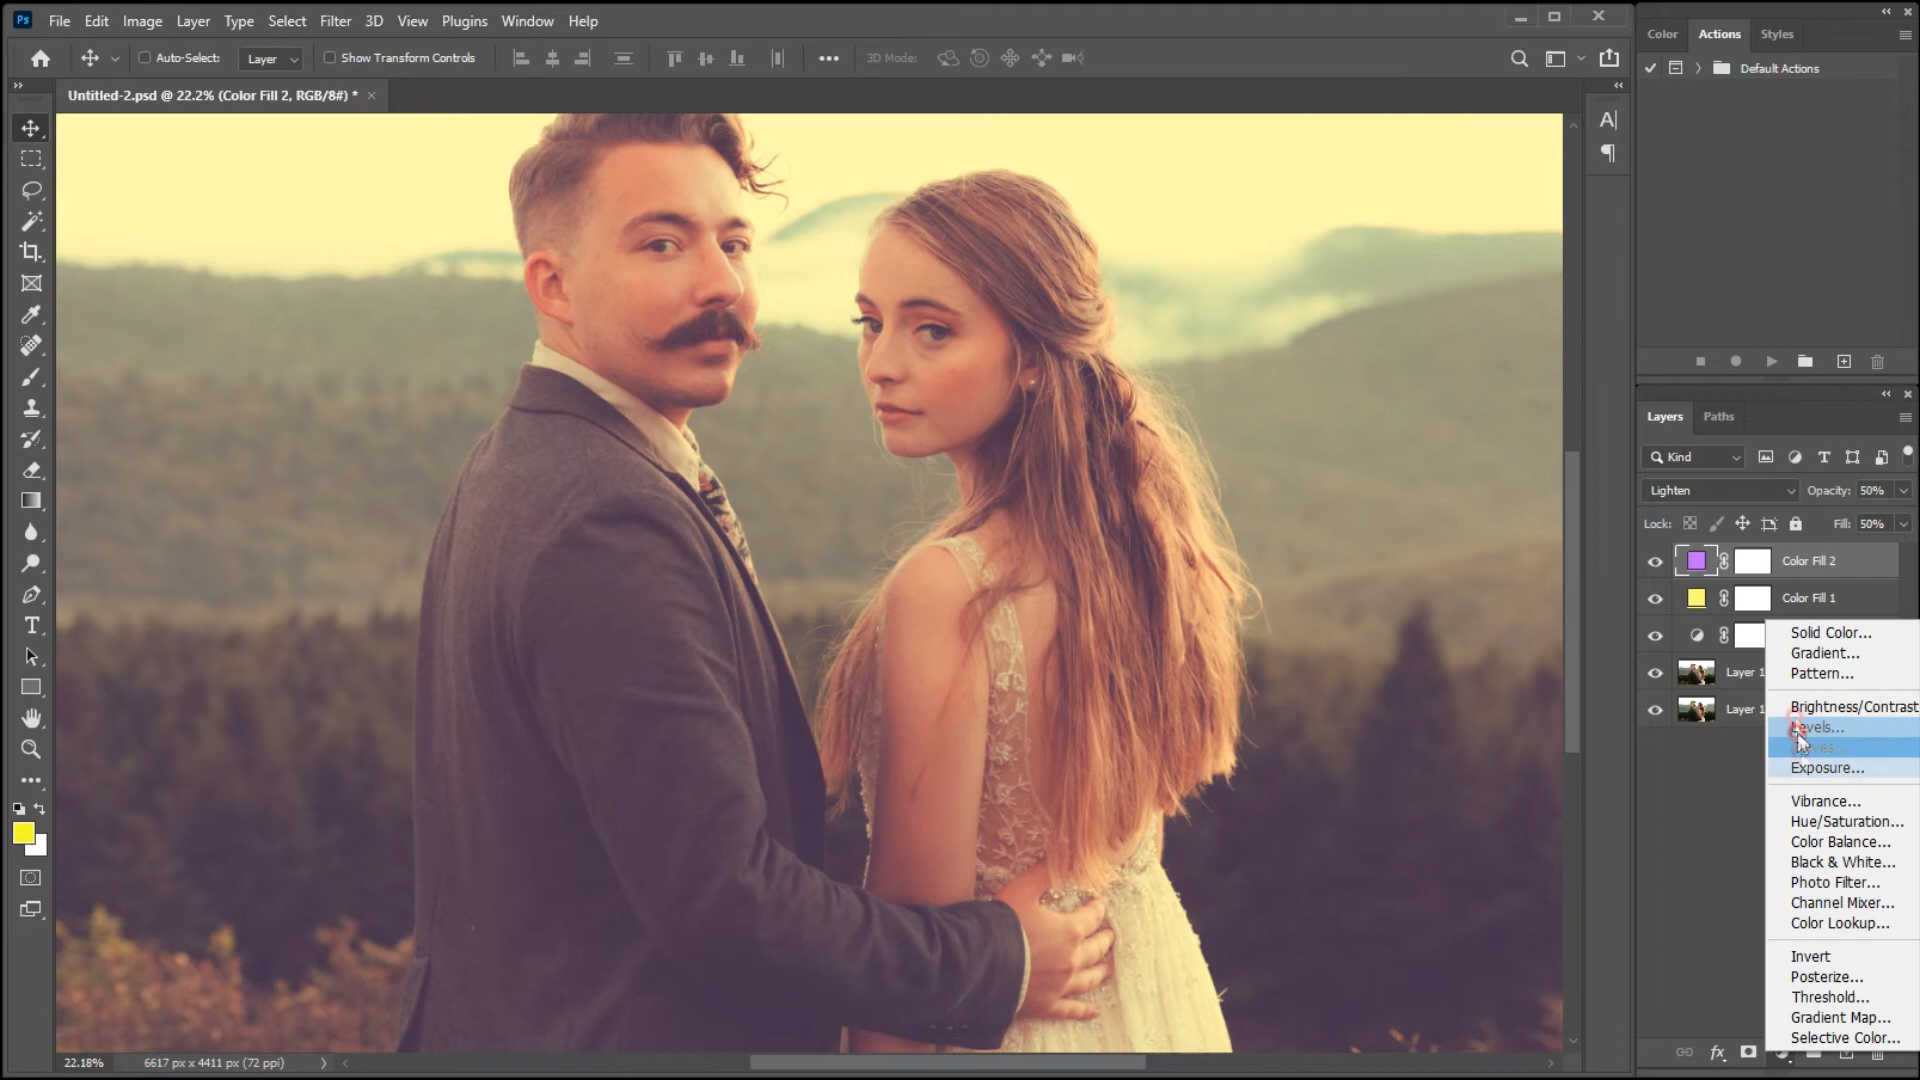 Ps File Edit Image Layer Type Select Filter 3D View Plugins Window Help
Auto-Select: Layer Show Transform Controls 3D Mode:
Untitled-2.psd @ 22.2% (Color Fill 2, RGB/8#) *
Color Actions Styles
Default Actions
Layers Paths
Kind
Lighten Opacity: 50%
Lock: Fill: 50%
Color Fill 2
Color Fill 1
Layer 1
Layer 1
Solid Color...
Gradient...
Pattern...
Brightness/Contrast
Levels...
Exposure...
Vibrance...
Hue/Saturation...
Color Balance...
Black & White...
Photo Filter...
Channel Mixer...
Color Lookup...
Invert
Posterize...
Threshold...
Gradient Map...
Selective Color...
fx
22.18% 6617 px x 4411 px (72 ppi)